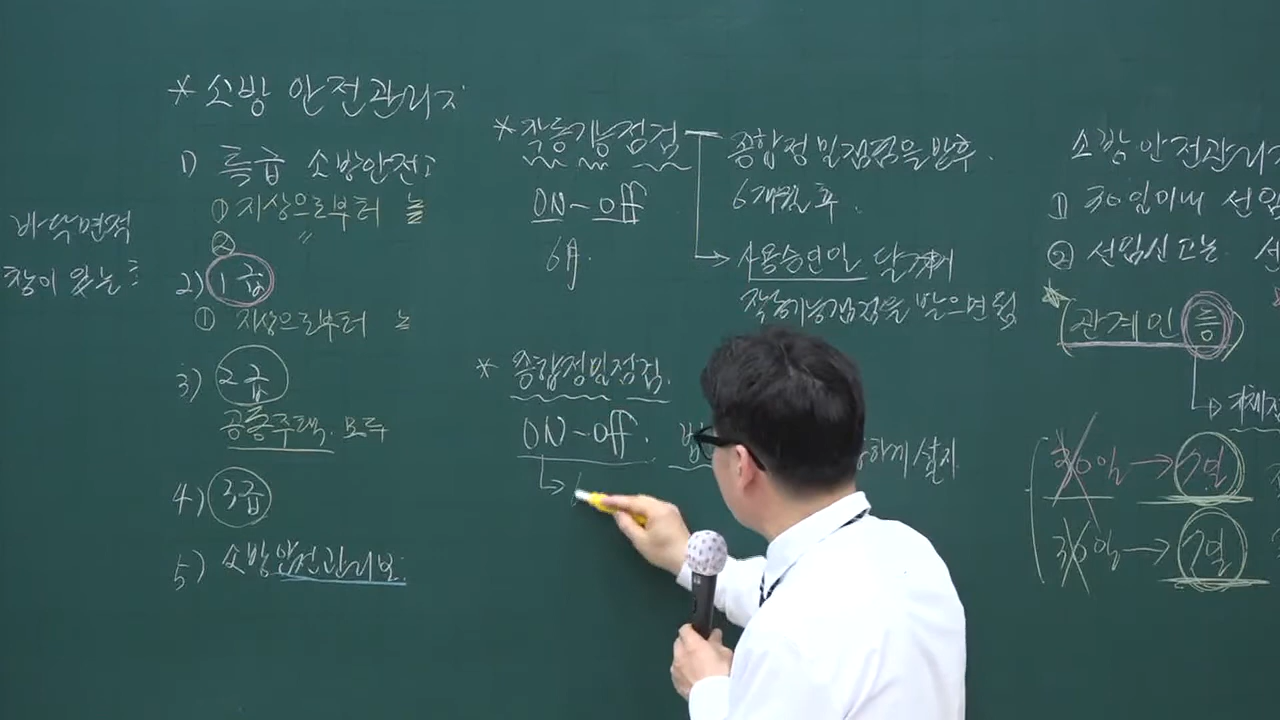 * 소방 안전관리자
1) 특급 소방안전
① 지상으로부터 높
② 〃
2) 1급
① 지상으로부터 높
3) 2급
공동주택. 모두
4) 3급
5) 소방안전관리보.
바닥면적
창이 있는
* 작동기능점검
ON~Off
6月.
종합정밀점검을 받후.
6개월 후.
사용승인일 달에
작동기능점검을 받으면 됨
* 종합정밀점검.
ON~Off.
하게 설치
소방안전관리
① 30일이내 선임
② 선임신고는 선
(관계인 증)
30일 → 7일
30일 → 7일